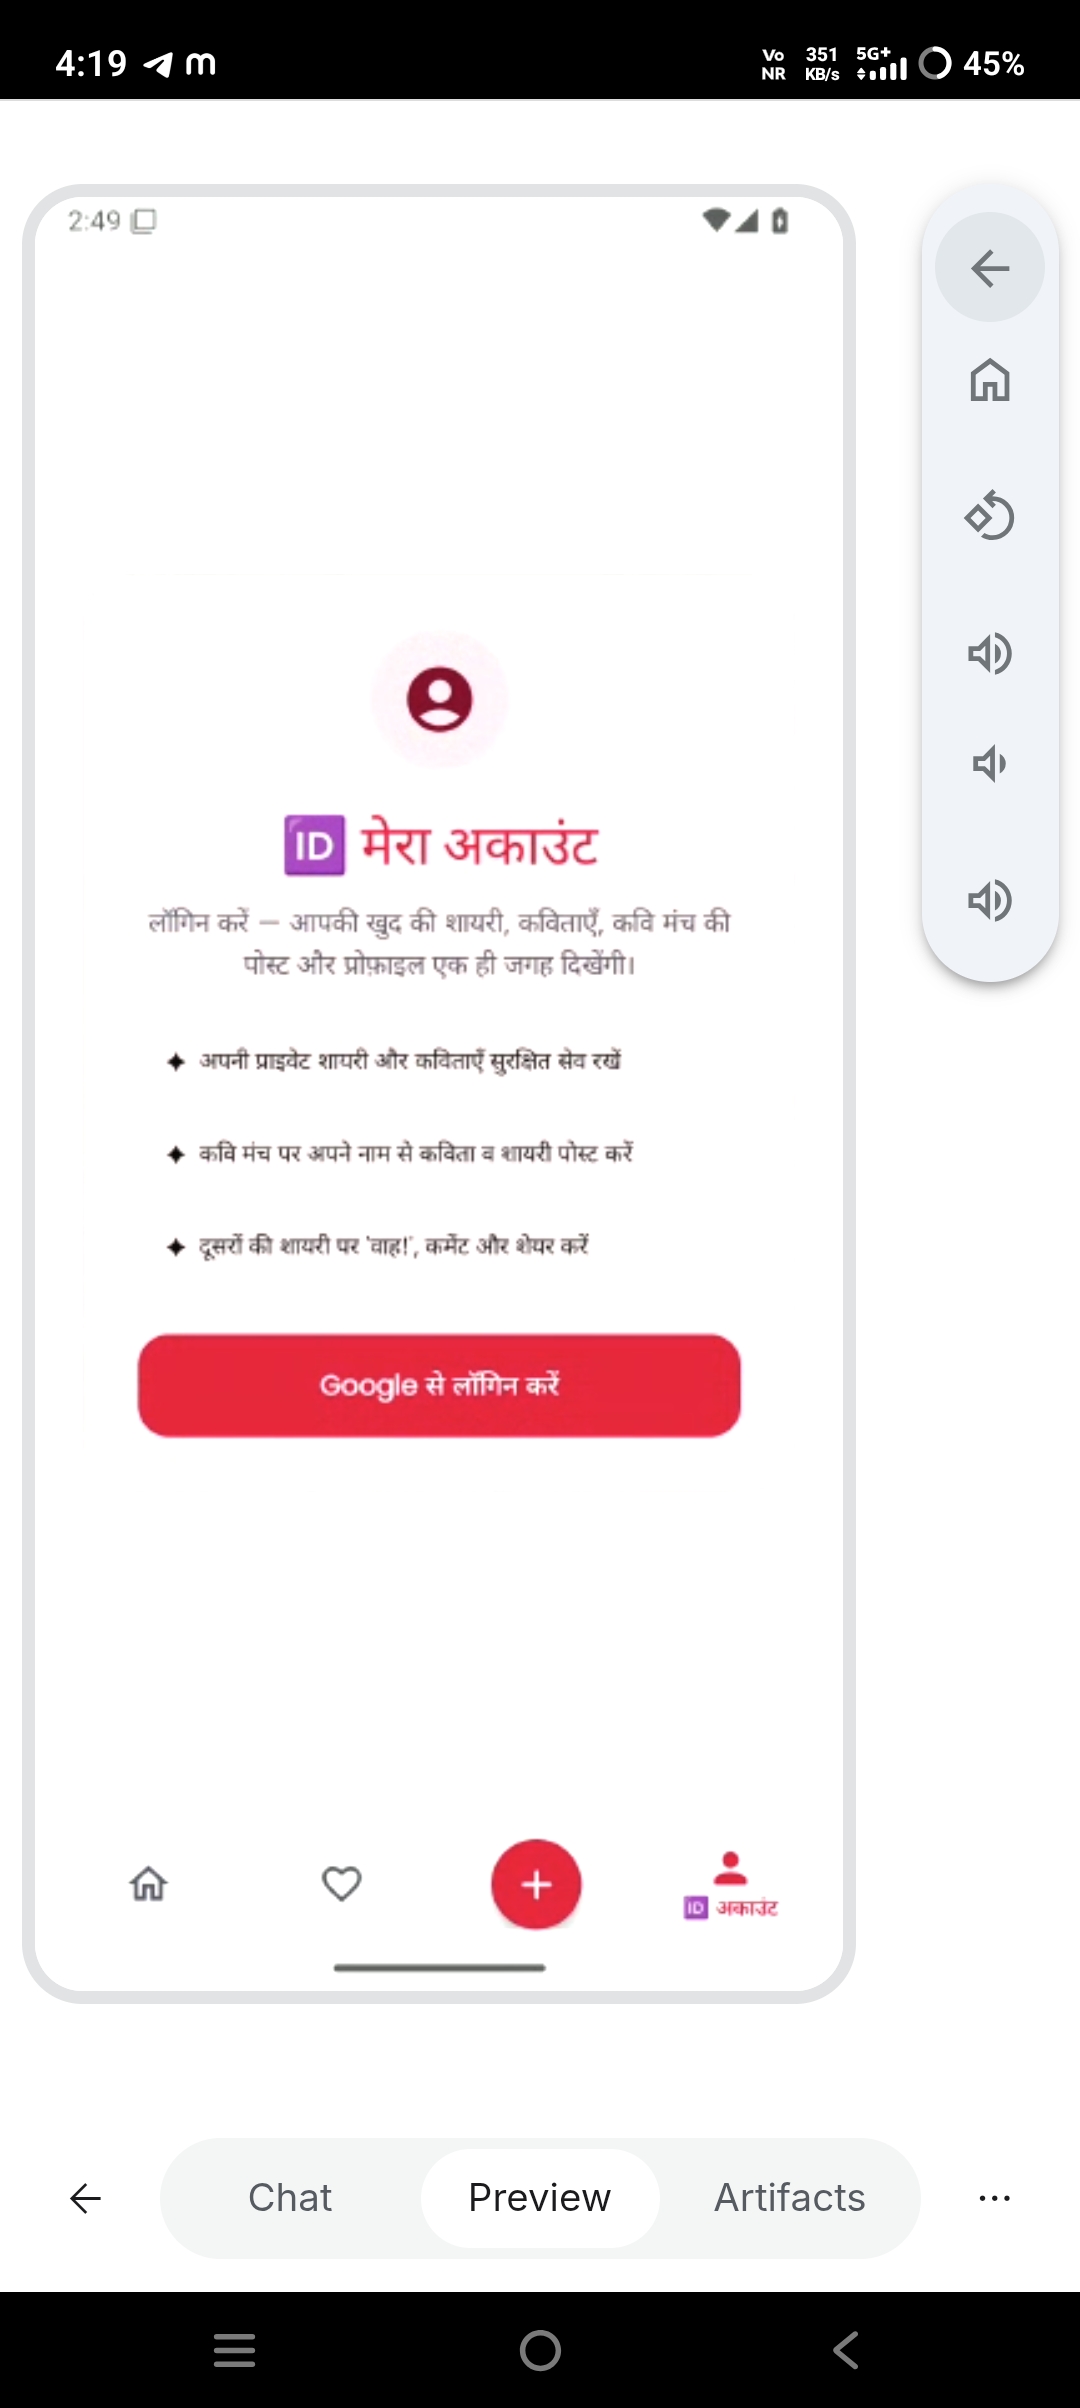 4:19
Vo NR
351 KB/s
5G+
45%
2:49
🆔 मेरा अकाउंट
लॉगिन करें — आपकी खुद की शायरी, कविताएँ, कवि मंच की
पोस्ट और प्रोफ़ाइल एक ही जगह दिखेंगी।
✦ अपनी प्राइवेट शायरी और कविताएँ सुरक्षित सेव रखें
✦ कवि मंच पर अपने नाम से कविता व शायरी पोस्ट करें
✦ दूसरों की शायरी पर 'वाह!', कमेंट और शेयर करें
Google से लॉगिन करें
🆔 अकाउंट
Chat
Preview
Artifacts